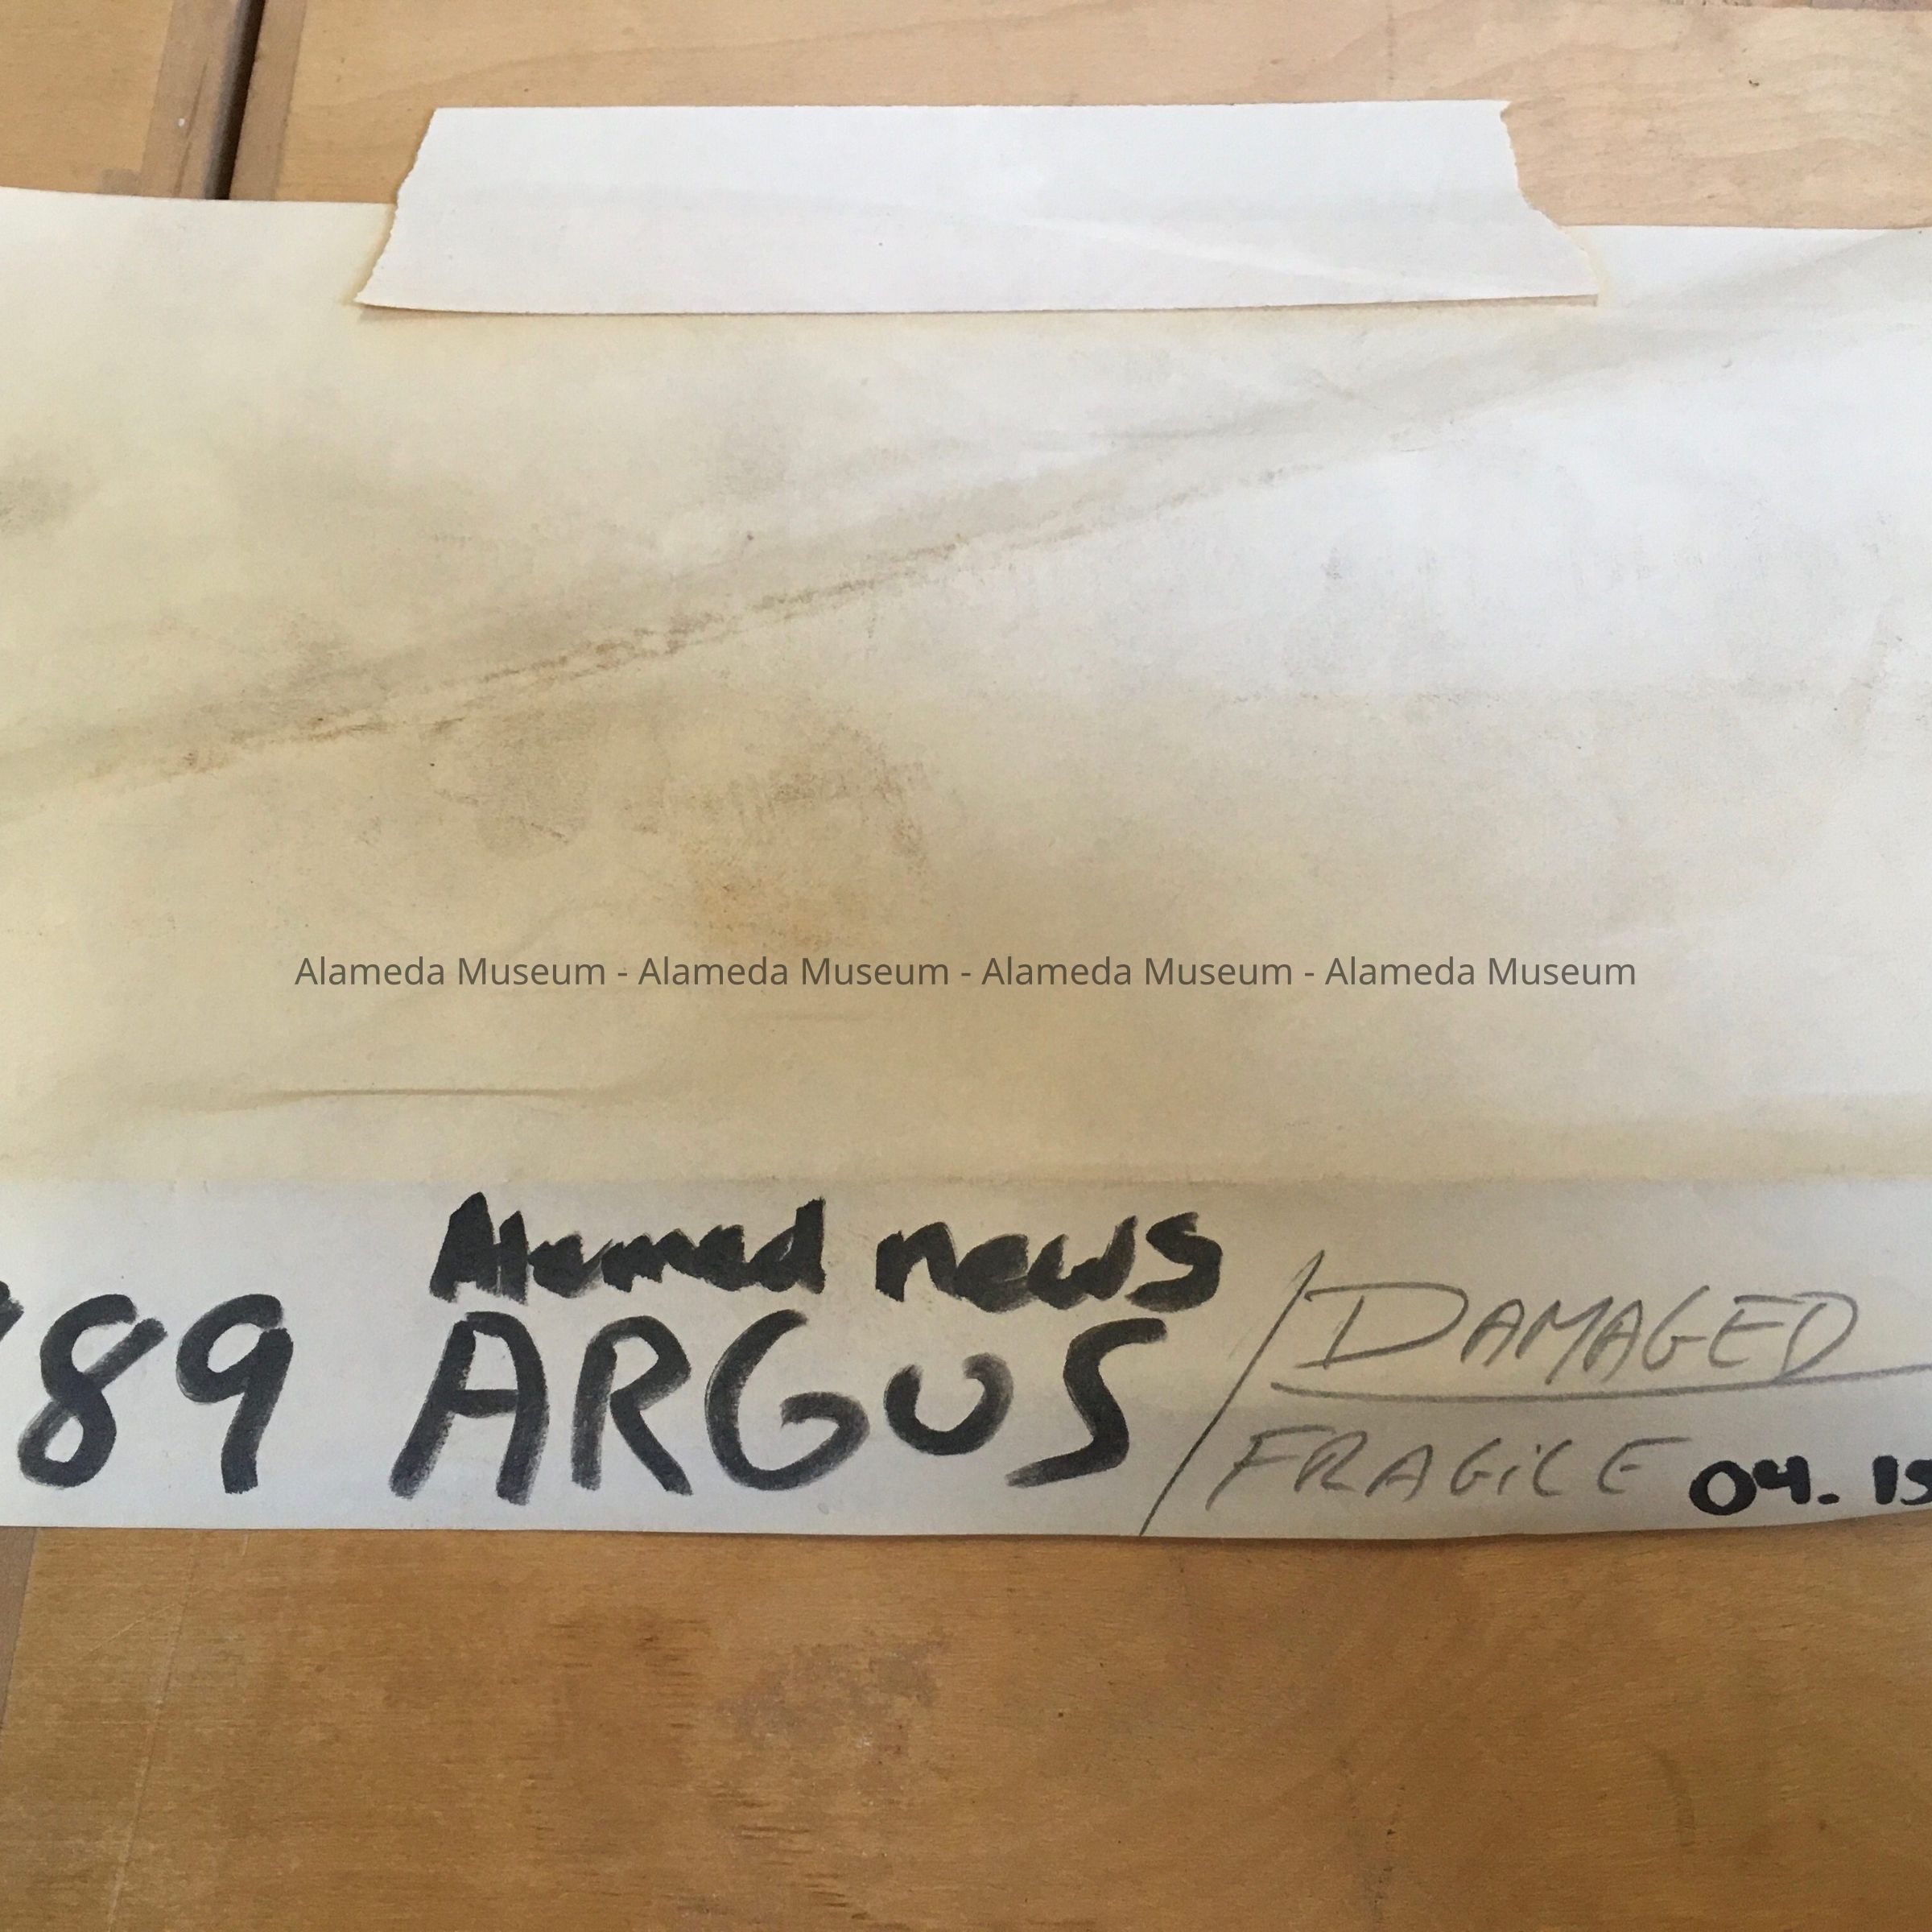 Alameda Museum - Alameda Museum - Alameda Museum - Alameda Museum
Alamed news
'89 ARGUS / DAMAGED
FRAGILE 04. 15